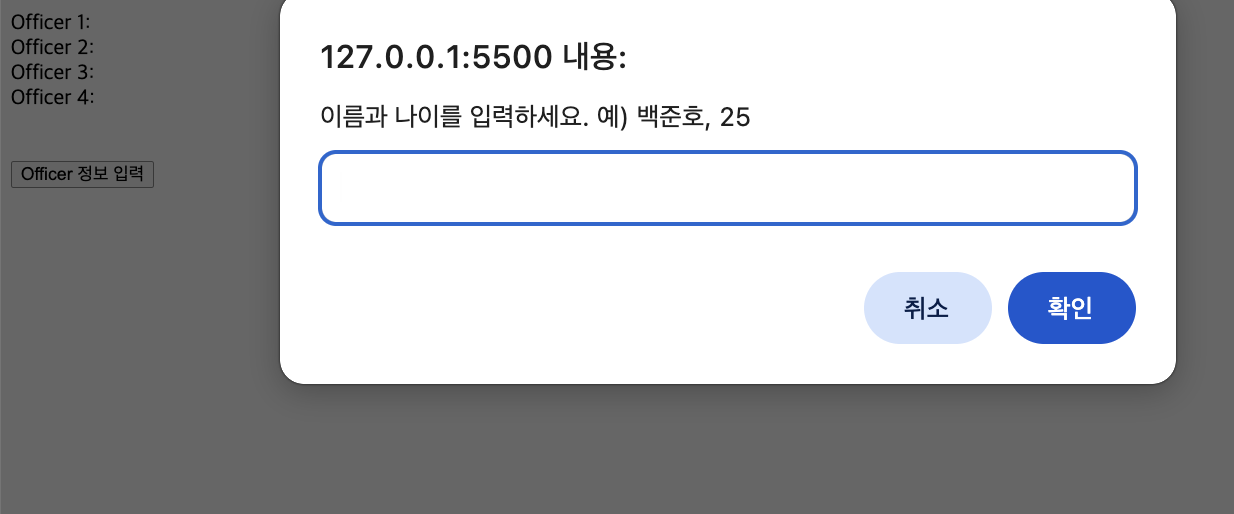 Officer 1:
Officer 2:
Officer 3:
Officer 4:
Officer 정보 입력
127.0.0.1:5500 내용:
이름과 나이를 입력하세요. 예) 백준호, 25
취소
확인